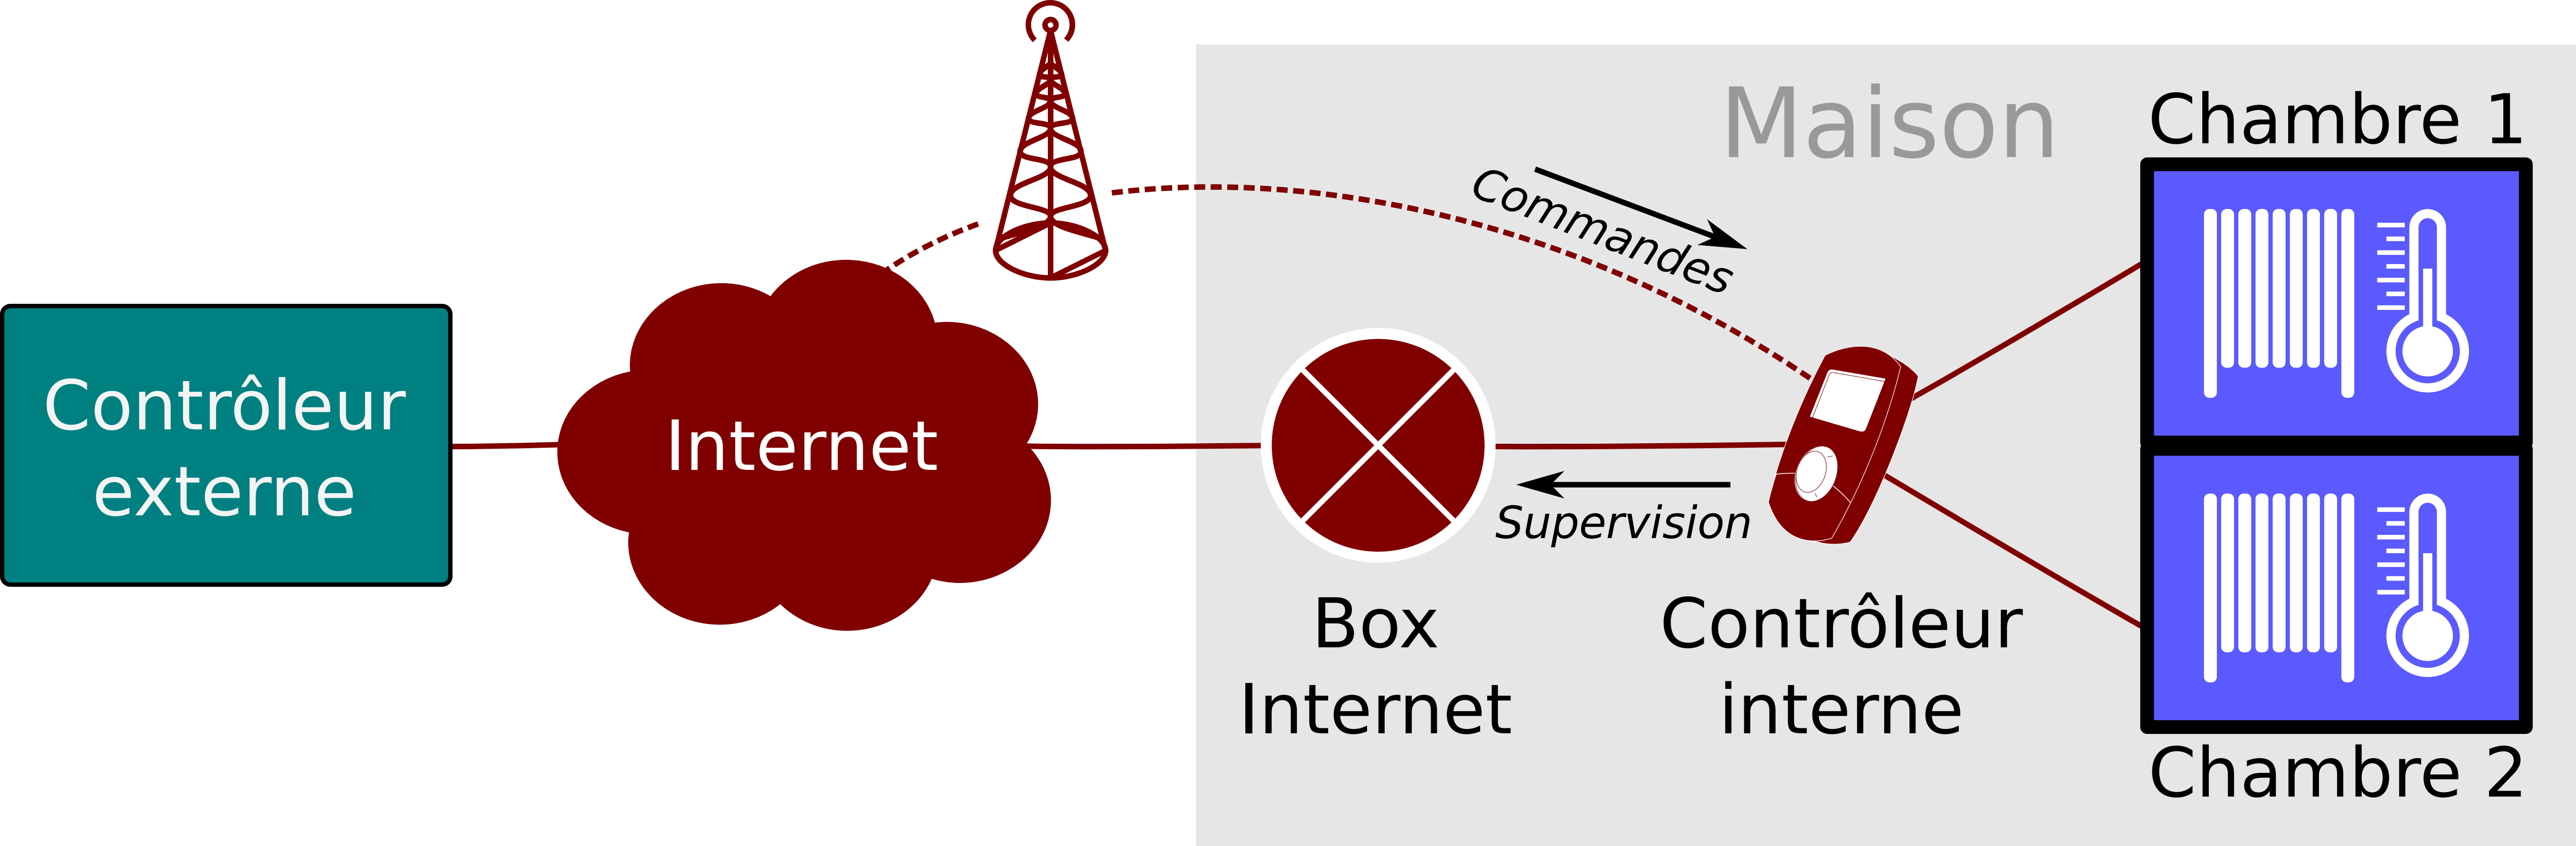 Maison
Chambre 1
Commandes
Contrôleur
externe
Internet
Supervision
Box
Internet
Contrôleur
interne
Chambre 2